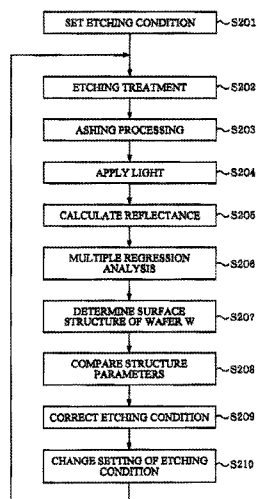 SET ETCHING CONDITION S201
ETCHING TREATMENT S202
ASHING PROCESSING S203
APPLY LIGHT S204
CALCULATE REFLECTANCE S205
MULTIPLE REGRESSION
ANALYSIS S206
DETERMINE SURFACE
STRUCTURE OF WAFER W S207
COMPARE STRUCTURE
PARAMETERS S208
CORRECT ETCHING CONDITION S209
CHANGE SETTING OF ETCHING
CONDITION S210